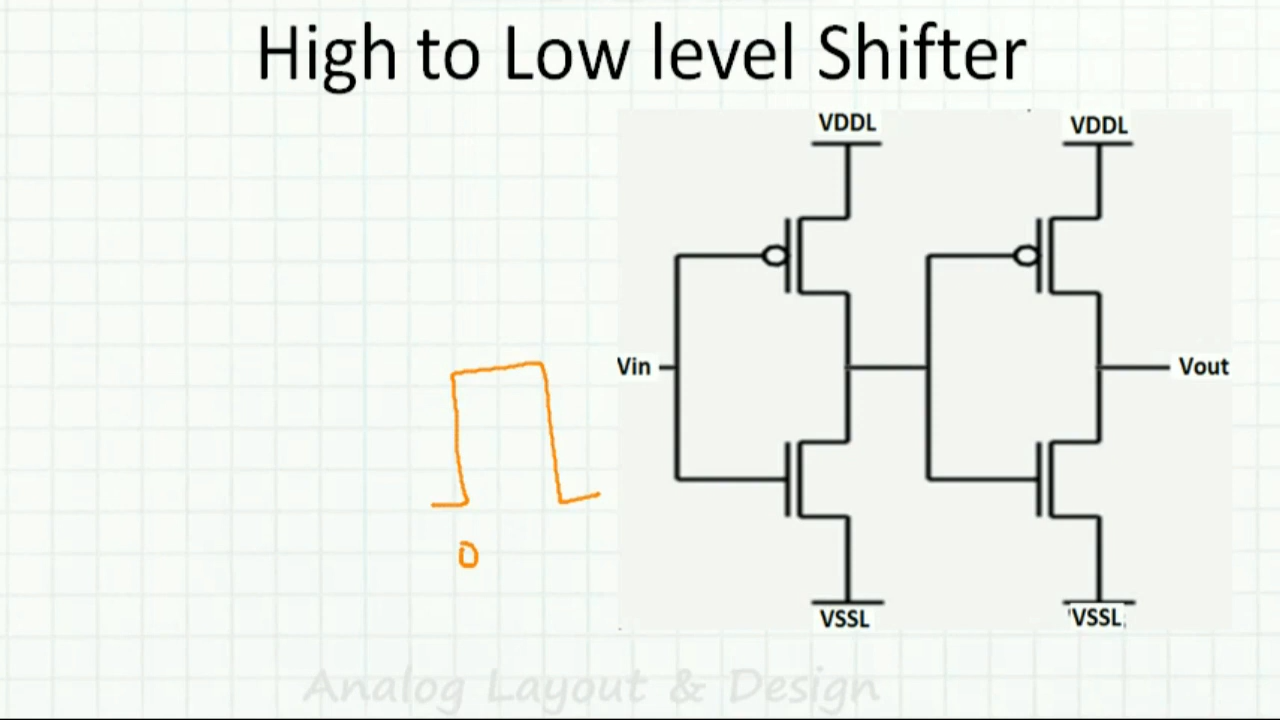 High to Low level Shifter
VDDL
VDDL
Vin
Vout
0
VSSL
VSSL
Analog Layout & Design